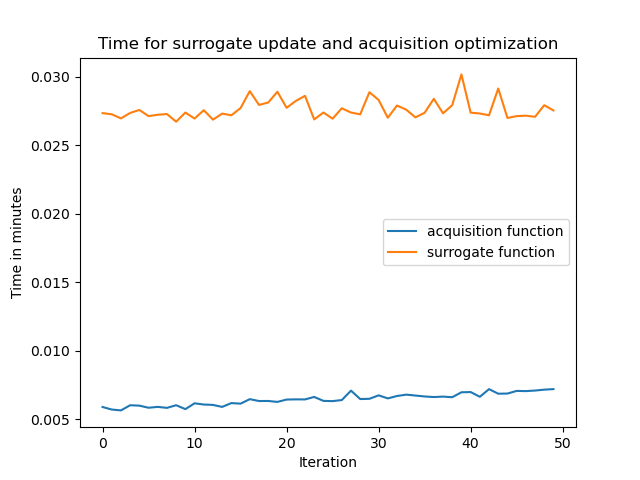 Time for surrogate update and acquisition optimization
0.030
0.025
0.020
0.015
0.010
0.005
Time in minutes
acquisition function
surrogate function
0 10 20 30 40 50
Iteration